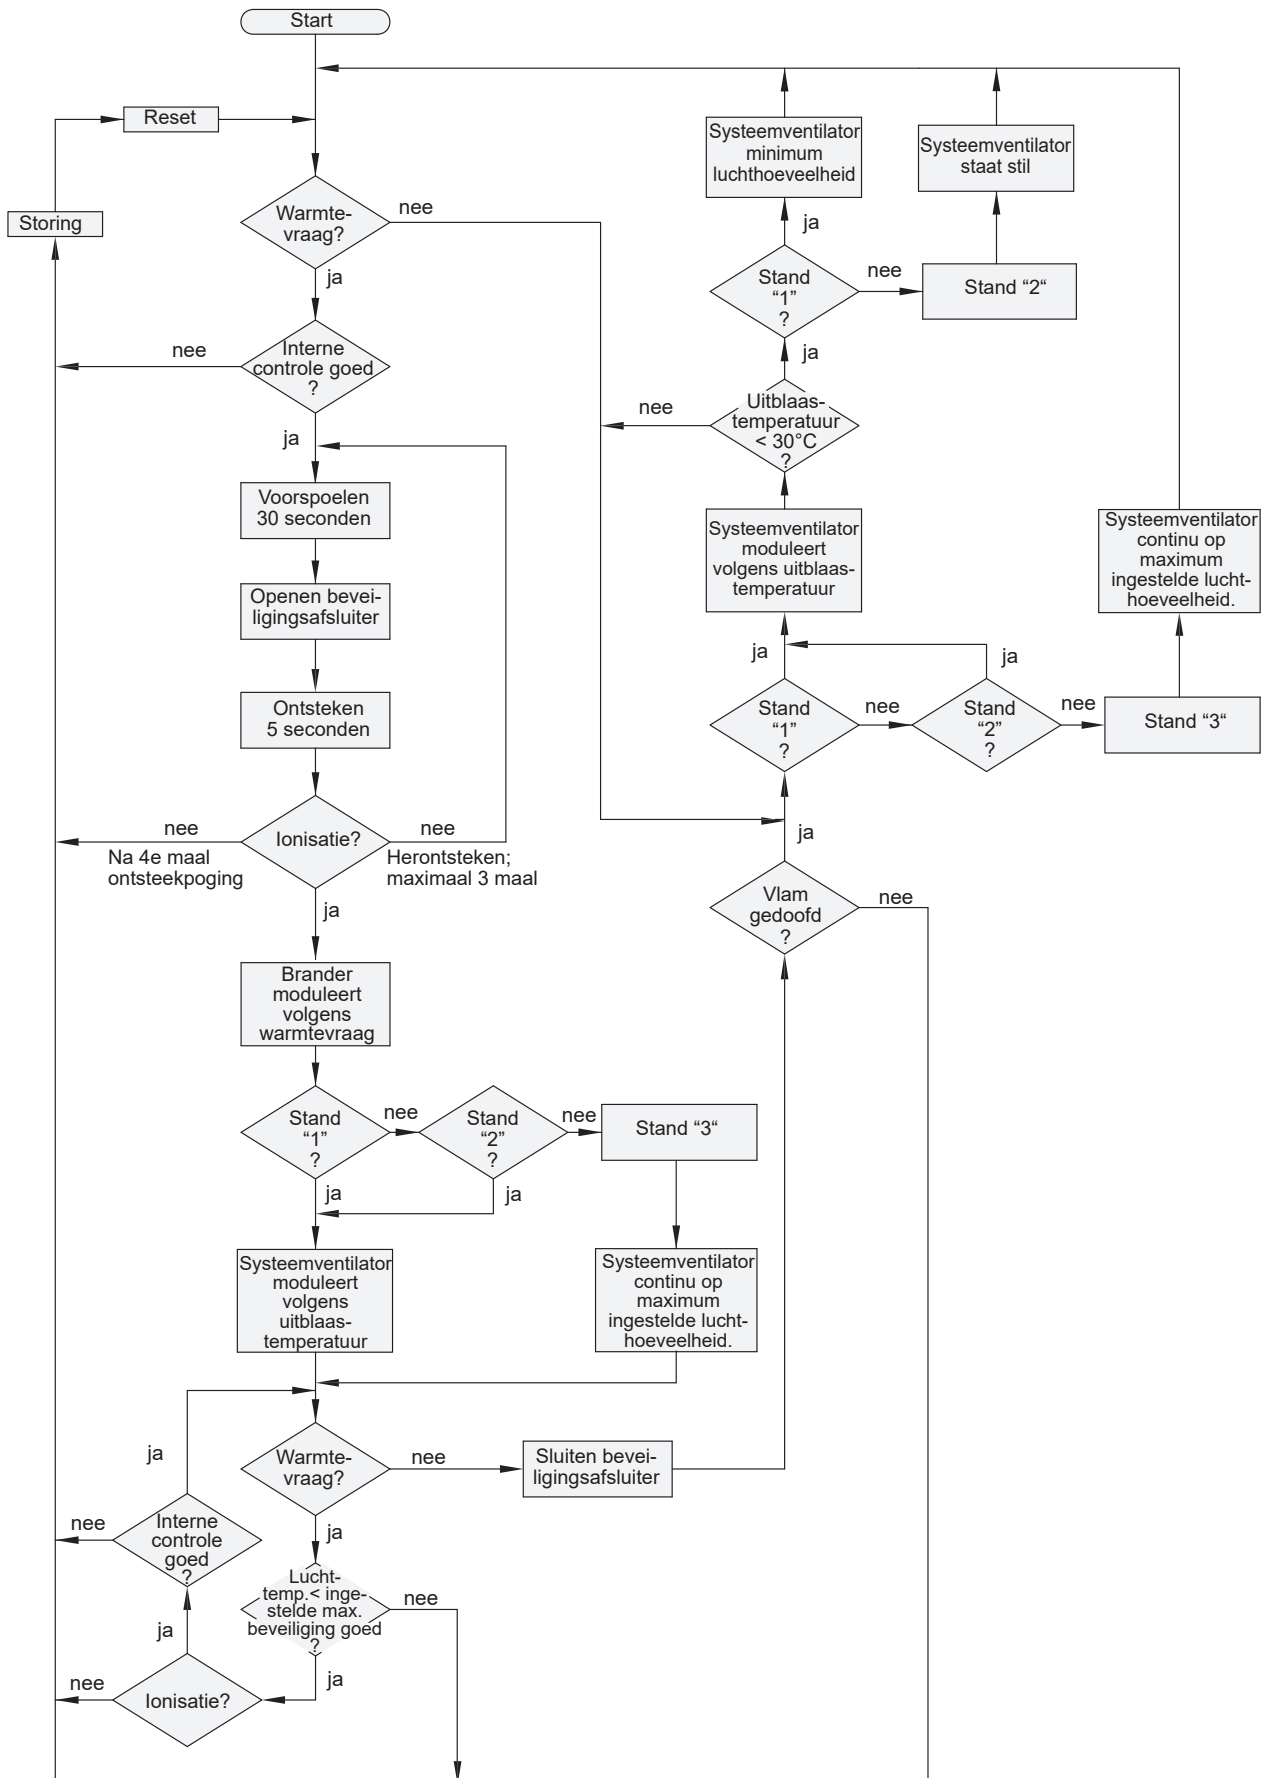 Start
Reset
Storing
Warmte-
vraag?
nee
ja
Interne
controle goed
?
nee
ja
Voorspoelen
30 seconden
Openen bevei-
ligingsafsluiter
Ontsteken
5 seconden
Ionisatie?
nee
Na 4e maal
ontsteekpoging
nee
Herontsteken;
maximaal 3 maal
ja
Brander
moduleert
volgens
warmtevraag
Stand
“1”
?
nee
ja
Stand
“2”
?
nee
ja
Stand “3“
Systeemventilator
moduleert
volgens
uitblaas-
temperatuur
Systeemventilator
continu op
maximum
ingestelde lucht-
hoeveelheid.
Warmte-
vraag?
nee
ja
Sluiten bevei-
ligingsafsluiter
ja
Interne
controle
goed
?
nee
Lucht-
temp.< inge-
stelde max.
beveiliging goed
?
nee
ja
ja
Ionisatie?
nee
Systeemventilator
minimum
luchthoeveelheid
Systeemventilator
staat stil
ja
Stand
“1”
?
nee
Stand “2“
ja
Uitblaas-
temperatuur
< 30°C
?
nee
Systeemventilator
moduleert
volgens uitblaas-
temperatuur
Systeemventilator
continu op
maximum
ingestelde lucht-
hoeveelheid.
ja
ja
Stand
“1”
?
nee
Stand
“2”
?
nee
Stand “3“
ja
Vlam
gedoofd
?
nee